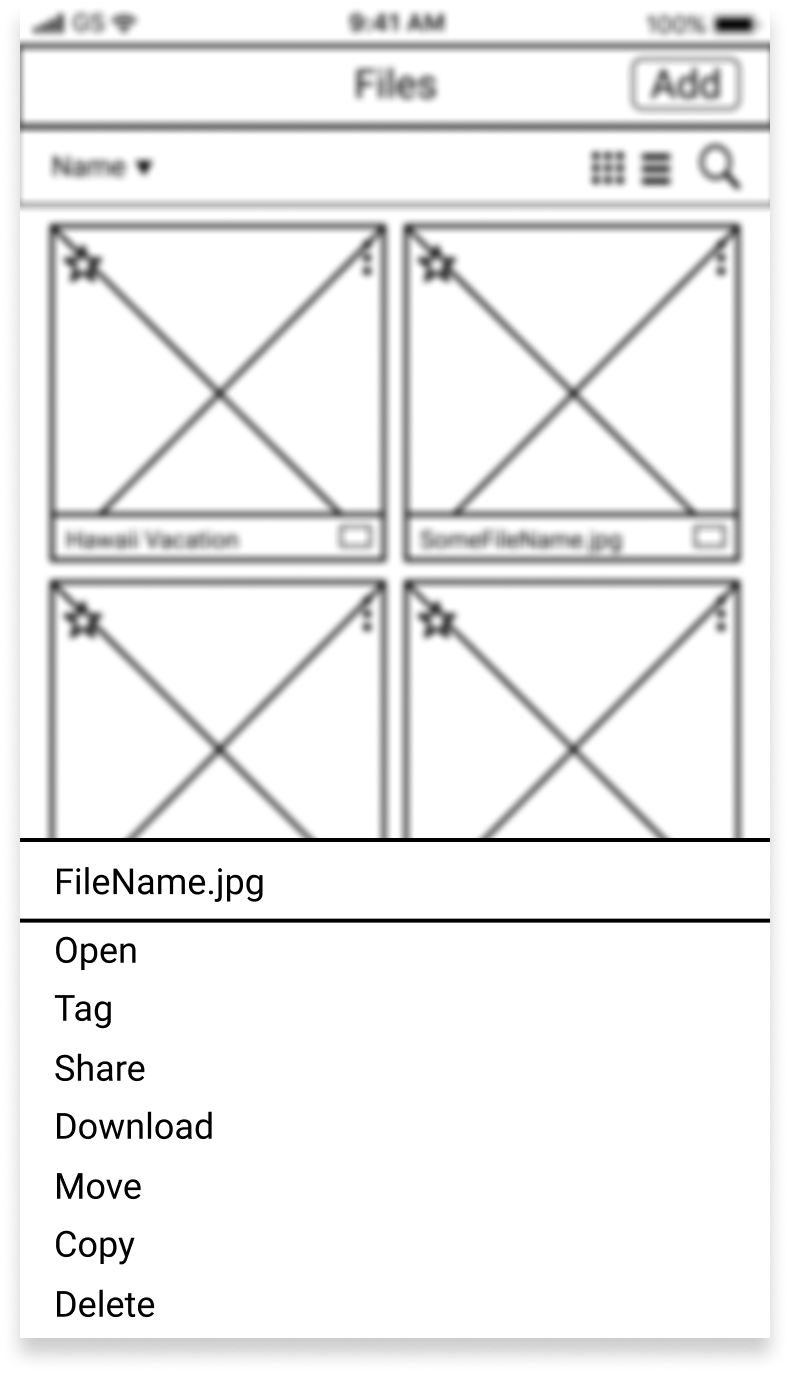 GS 9:41 AM 100%
Files Add
Name ▼
Hawaii Vacation SomeFileName.jpg
FileName.jpg
Open
Tag
Share
Download
Move
Copy
Delete